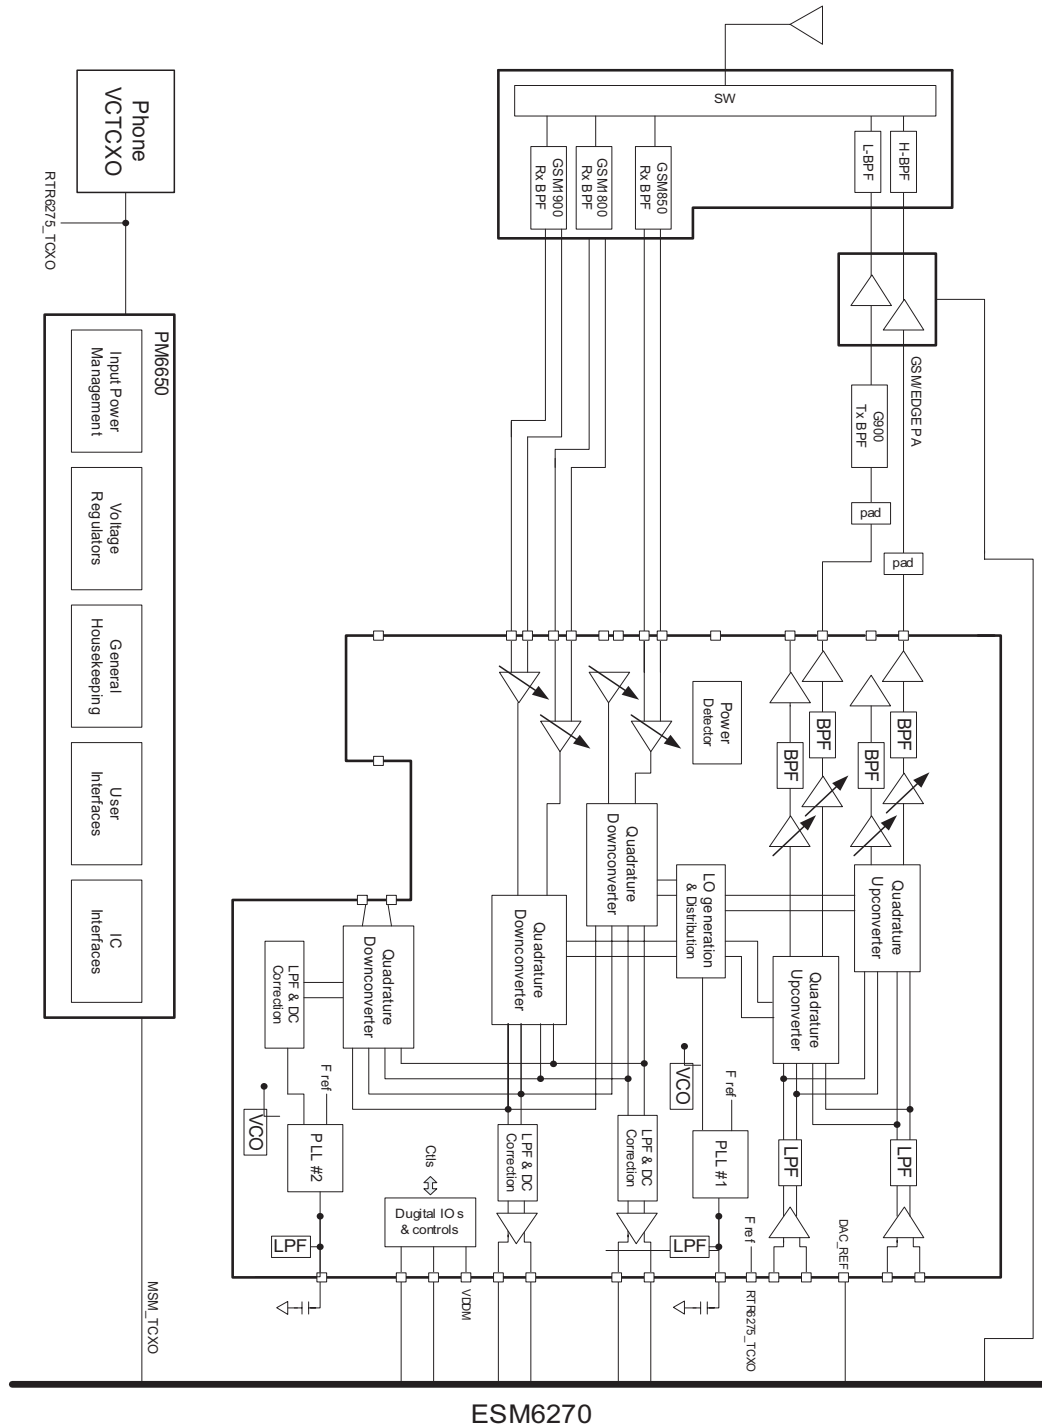 SW
GSM1900
Rx BPF
GSM1800
Rx BPF
GSM850
Rx BPF
L-BPF
H-BPF
Phone
VCTCXO
RTR6275_TCXO
PM6650
Input Power
Management
Voltage
Regulators
General
Housekeeping
User
Interfaces
IC
Interfaces
MSM_TCXO
GSM/EDGE PA
G900
Tx BPF
pad
pad
Power
Detector
BPF
BPF
BPF
BPF
Quadrature
Downconverter
Quadrature
Downconverter
Quadrature
Downconverter
LO generation
& Distribution
Quadrature
Upconverter
Quadrature
Upconverter
LPF & DC
Correction
F ref
VCO
PLL #2
LPF
Ctls
Dugital IOs
& controls
VDDM
LPF & DC
Correction
LPF & DC
Correction
VCO
F ref
PLL #1
LPF
F ref
RTR6275_TCXO
LPF
LPF
DAC_REF
ESM6270